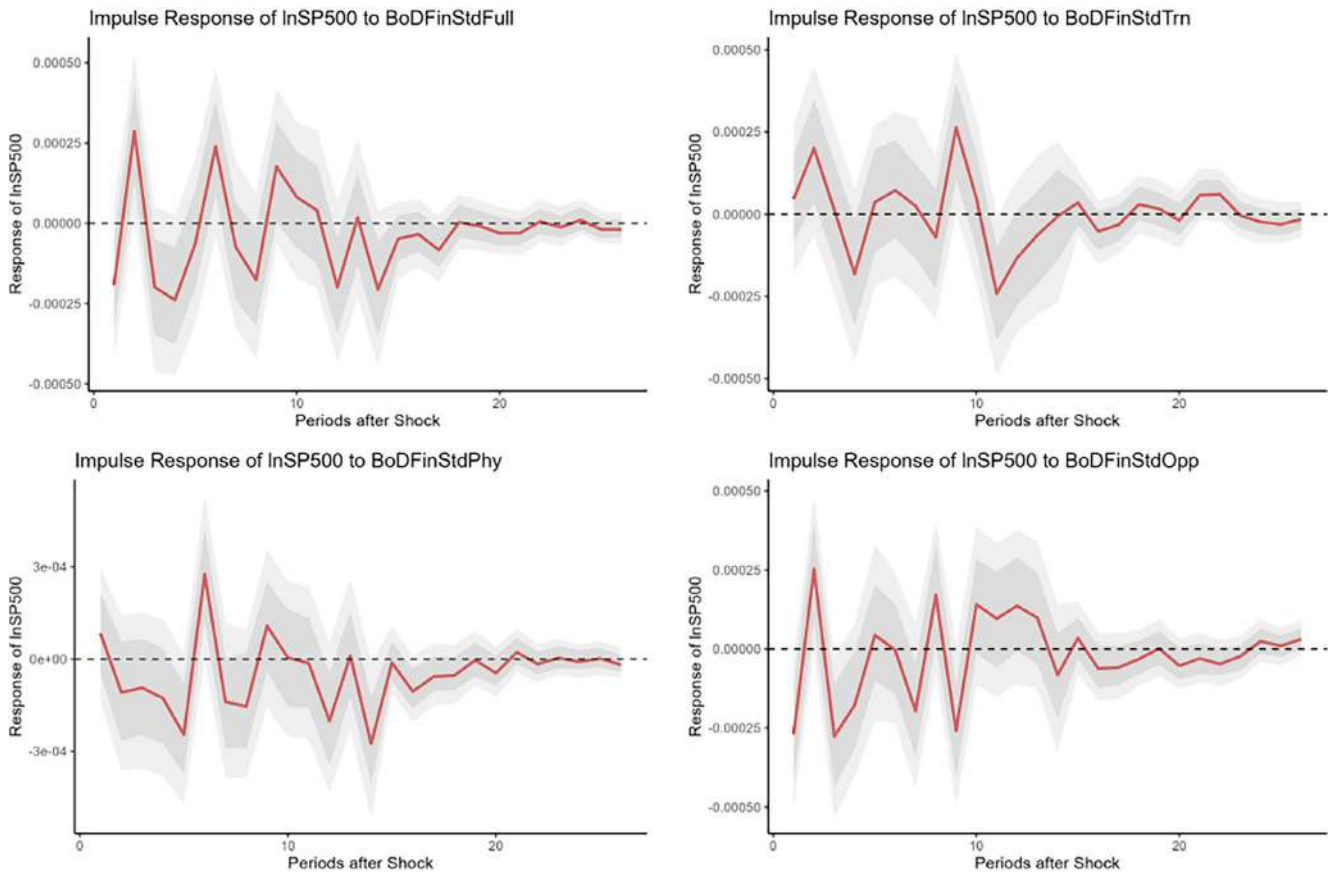 Impulse Response of lnSP500 to BoDFinStdFull
Response of lnSP500
0.00050
0.00025
0.00000
-0.00025
-0.00050
0
10
20
Periods after Shock
Impulse Response of lnSP500 to BoDFinStdTrn
Response of lnSP500
0.00050
0.00025
0.00000
-0.00025
-0.00050
0
10
20
Periods after Shock
Impulse Response of lnSP500 to BoDFinStdPhy
Response of lnSP500
3e-04
0e+00
-3e-04
0
10
20
Periods after Shock
Impulse Response of lnSP500 to BoDFinStdOpp
Response of lnSP500
0.00050
0.00025
0.00000
-0.00025
-0.00050
0
10
20
Periods after Shock